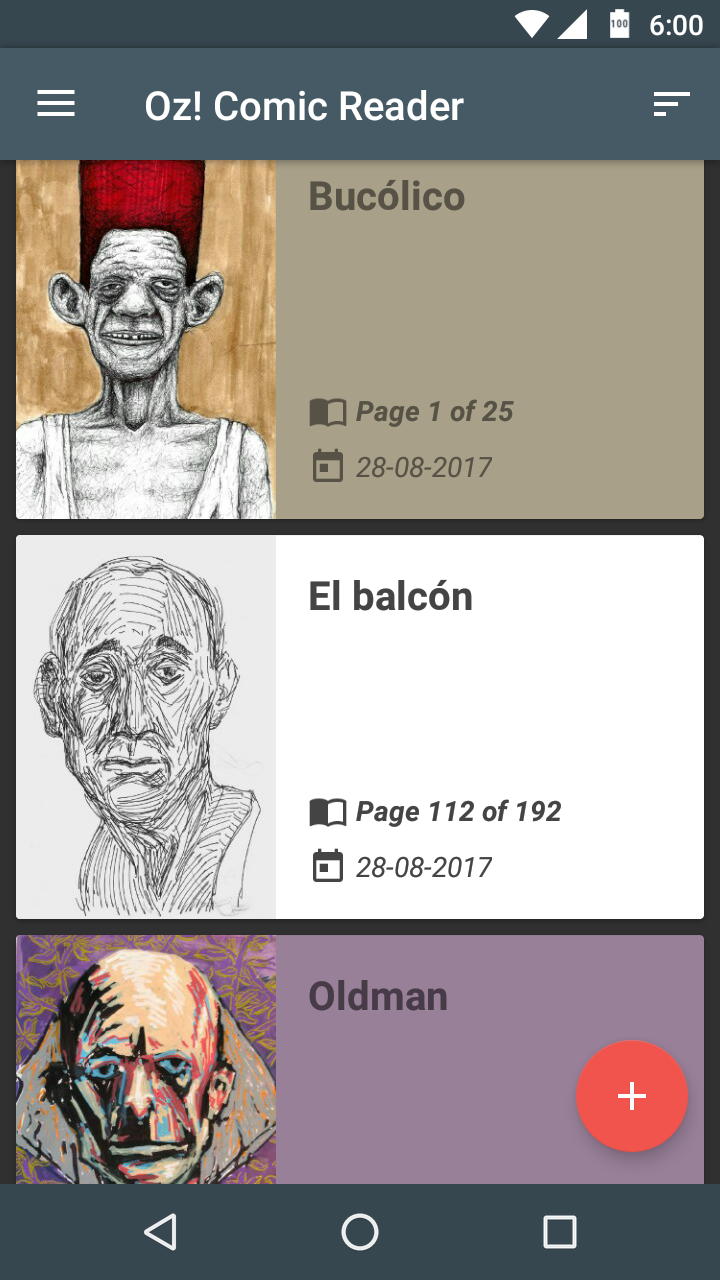 100 6:00
Oz! Comic Reader
Bucólico
Page 1 of 25
28-08-2017
El balcón
Page 112 of 192
28-08-2017
Oldman